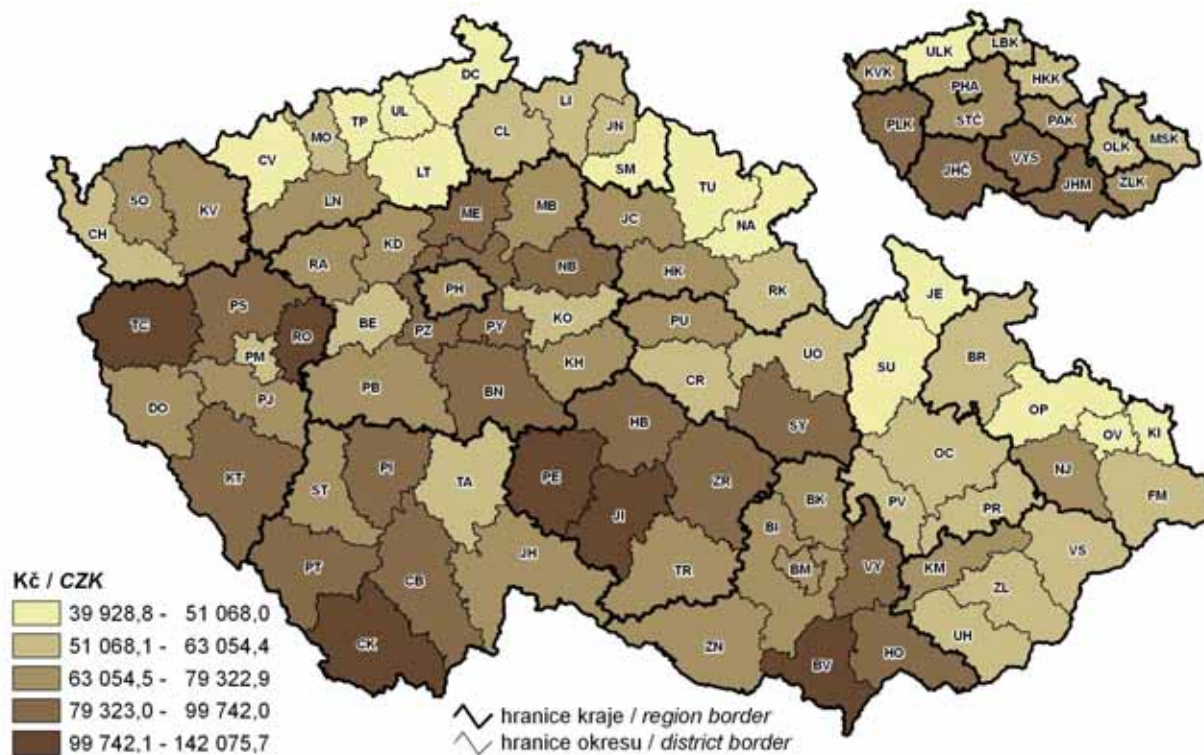 DC
LI
UL
TP
MO
CL
JN
CV
LT
SM
TU
SO
KV
LN
ME
MB
JC
NA
CH
KD
RA
NB
HK
RK
PH
TC
PS
RO
BE
PZ
PY
KO
PU
PM
KH
UO
CR
DO
PJ
PB
BN
JE
SU
BR
OP
HB
SY
OV
KI
KT
ST
PI
TA
PE
ZR
OC
NJ
JI
BK
PV
PR
FM
PT
CB
JH
BI
TR
BM
VY
KM
VS
ZL
CK
ZN
BV
HO
UH
ULK
LBK
KVK
PHA
HKK
PLK
STČ
PAK
OLK
MSK
JHČ
VYS
JHM
ZLK
Kč / CZK
39 928,8 - 51 068,0
51 068,1 - 63 054,4
63 054,5 - 79 322,9
79 323,0 - 99 742,0
99 742,1 - 142 075,7
hranice kraje / region border
hranice okresu / district border